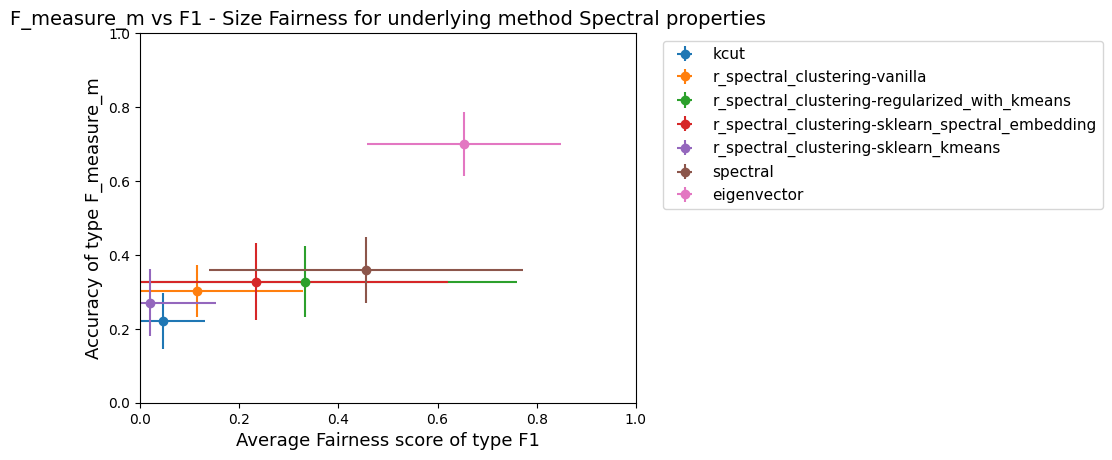 F_measure_m vs F1 - Size Fairness for underlying method Spectral properties
Accuracy of type F_measure_m
1.0
0.8
0.6
0.4
0.2
0.0
0.0 0.2 0.4 0.6 0.8 1.0
Average Fairness score of type F1
kcut
r_spectral_clustering-vanilla
r_spectral_clustering-regularized_with_kmeans
r_spectral_clustering-sklearn_spectral_embedding
r_spectral_clustering-sklearn_kmeans
spectral
eigenvector